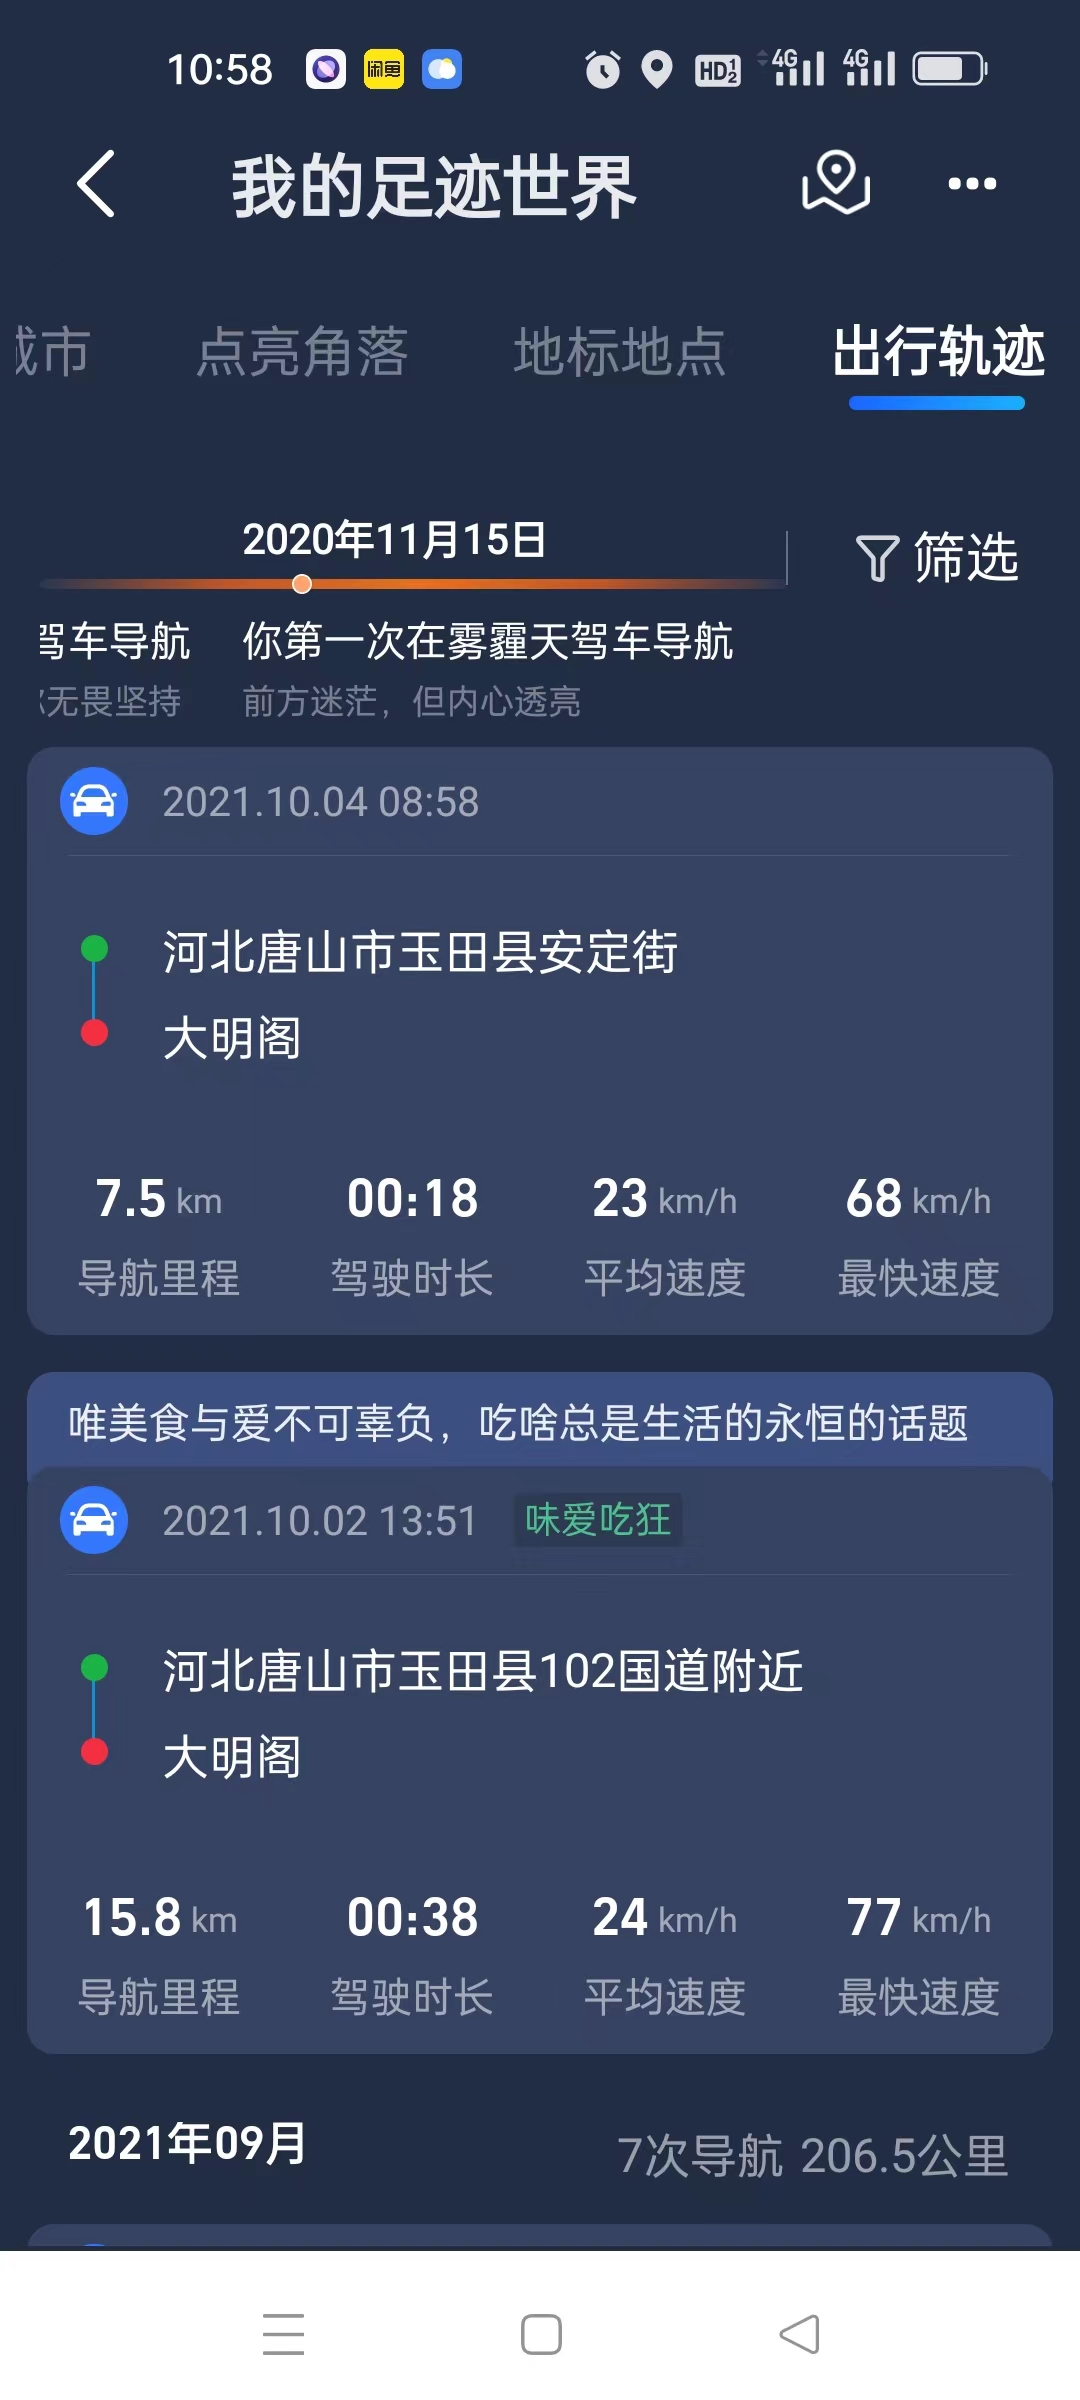 10:58 闲鱼 HD 1 2 4G 4G
我的足迹世界
城市 点亮角落 地标地点 出行轨迹
2020年11月15日 筛选
驾车导航 你第一次在雾霾天驾车导航
无畏坚持 前方迷茫，但内心透亮
2021.10.04 08:58
河北唐山市玉田县安定街
大明阁
7.5 km 00:18 23 km/h 68 km/h
导航里程 驾驶时长 平均速度 最快速度
唯美食与爱不可辜负，吃啥总是生活的永恒的话题
2021.10.02 13:51 味爱吃狂
河北唐山市玉田县102国道附近
大明阁
15.8 km 00:38 24 km/h 77 km/h
导航里程 驾驶时长 平均速度 最快速度
2021年09月 7次导航 206.5公里